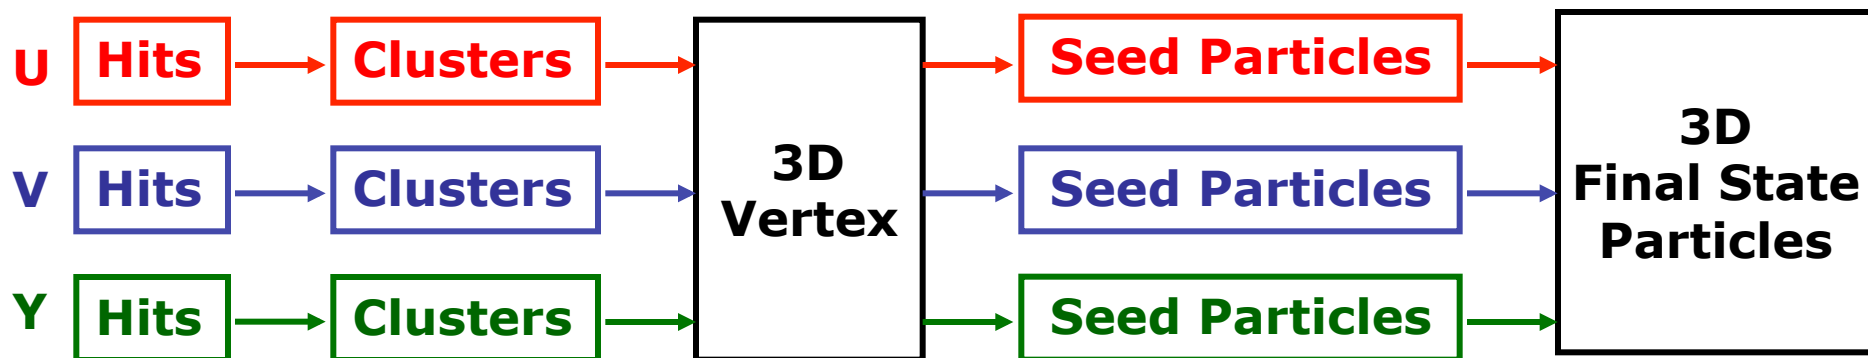 U Hits Clusters Seed Particles
V Hits Clusters Seed Particles
Y Hits Clusters Seed Particles
3D
Vertex
3D
Final State
Particles